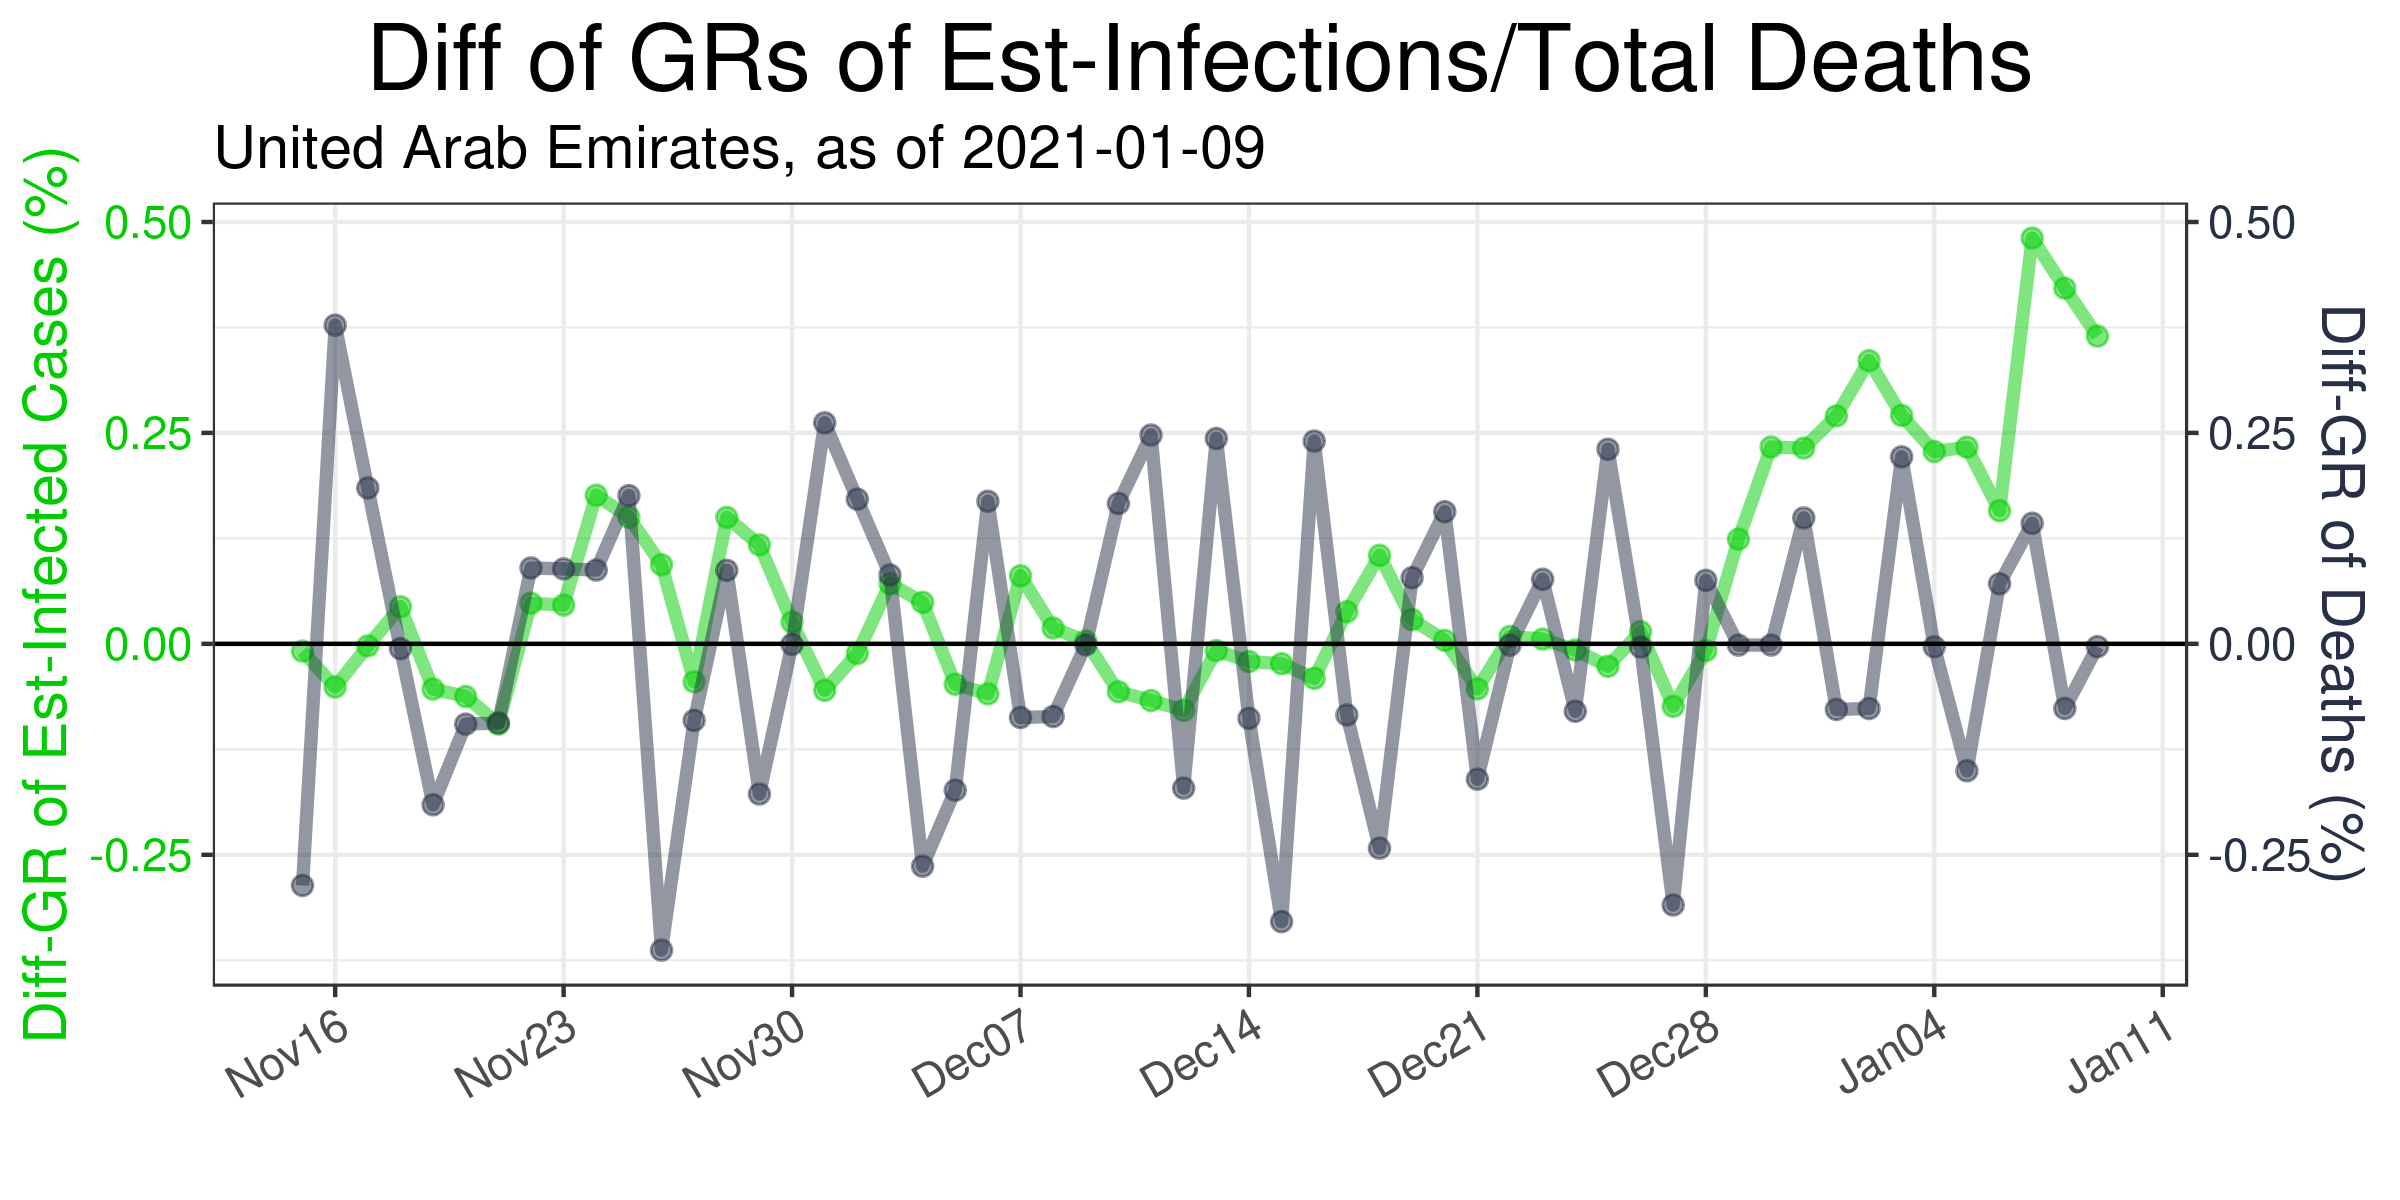 Diff of GRs of Est-Infections/Total Deaths
United Arab Emirates, as of 2021-01-09
Diff-GR of Est-Infected Cases (%)
0.50
0.25
0.00
-0.25
0.50
0.25
0.00
-0.25
Diff-GR of Deaths (%)
Nov16
Nov23
Nov30
Dec07
Dec14
Dec21
Dec28
Jan04
Jan11